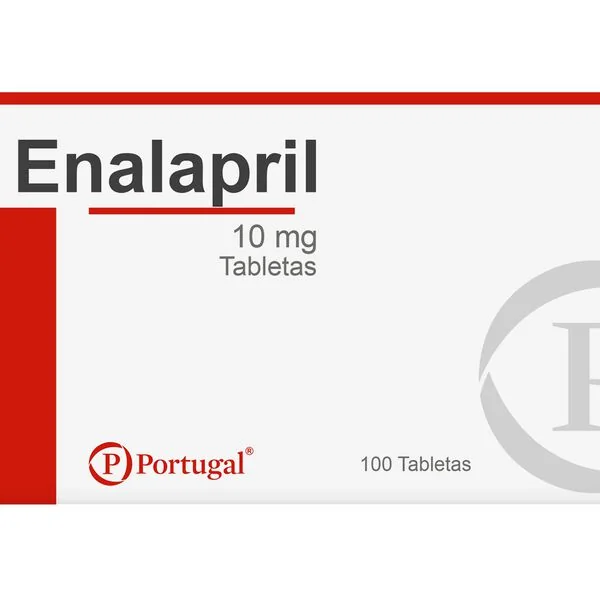 Enalapril
10 mg
Tabletas
P Portugal®
100 Tabletas
P